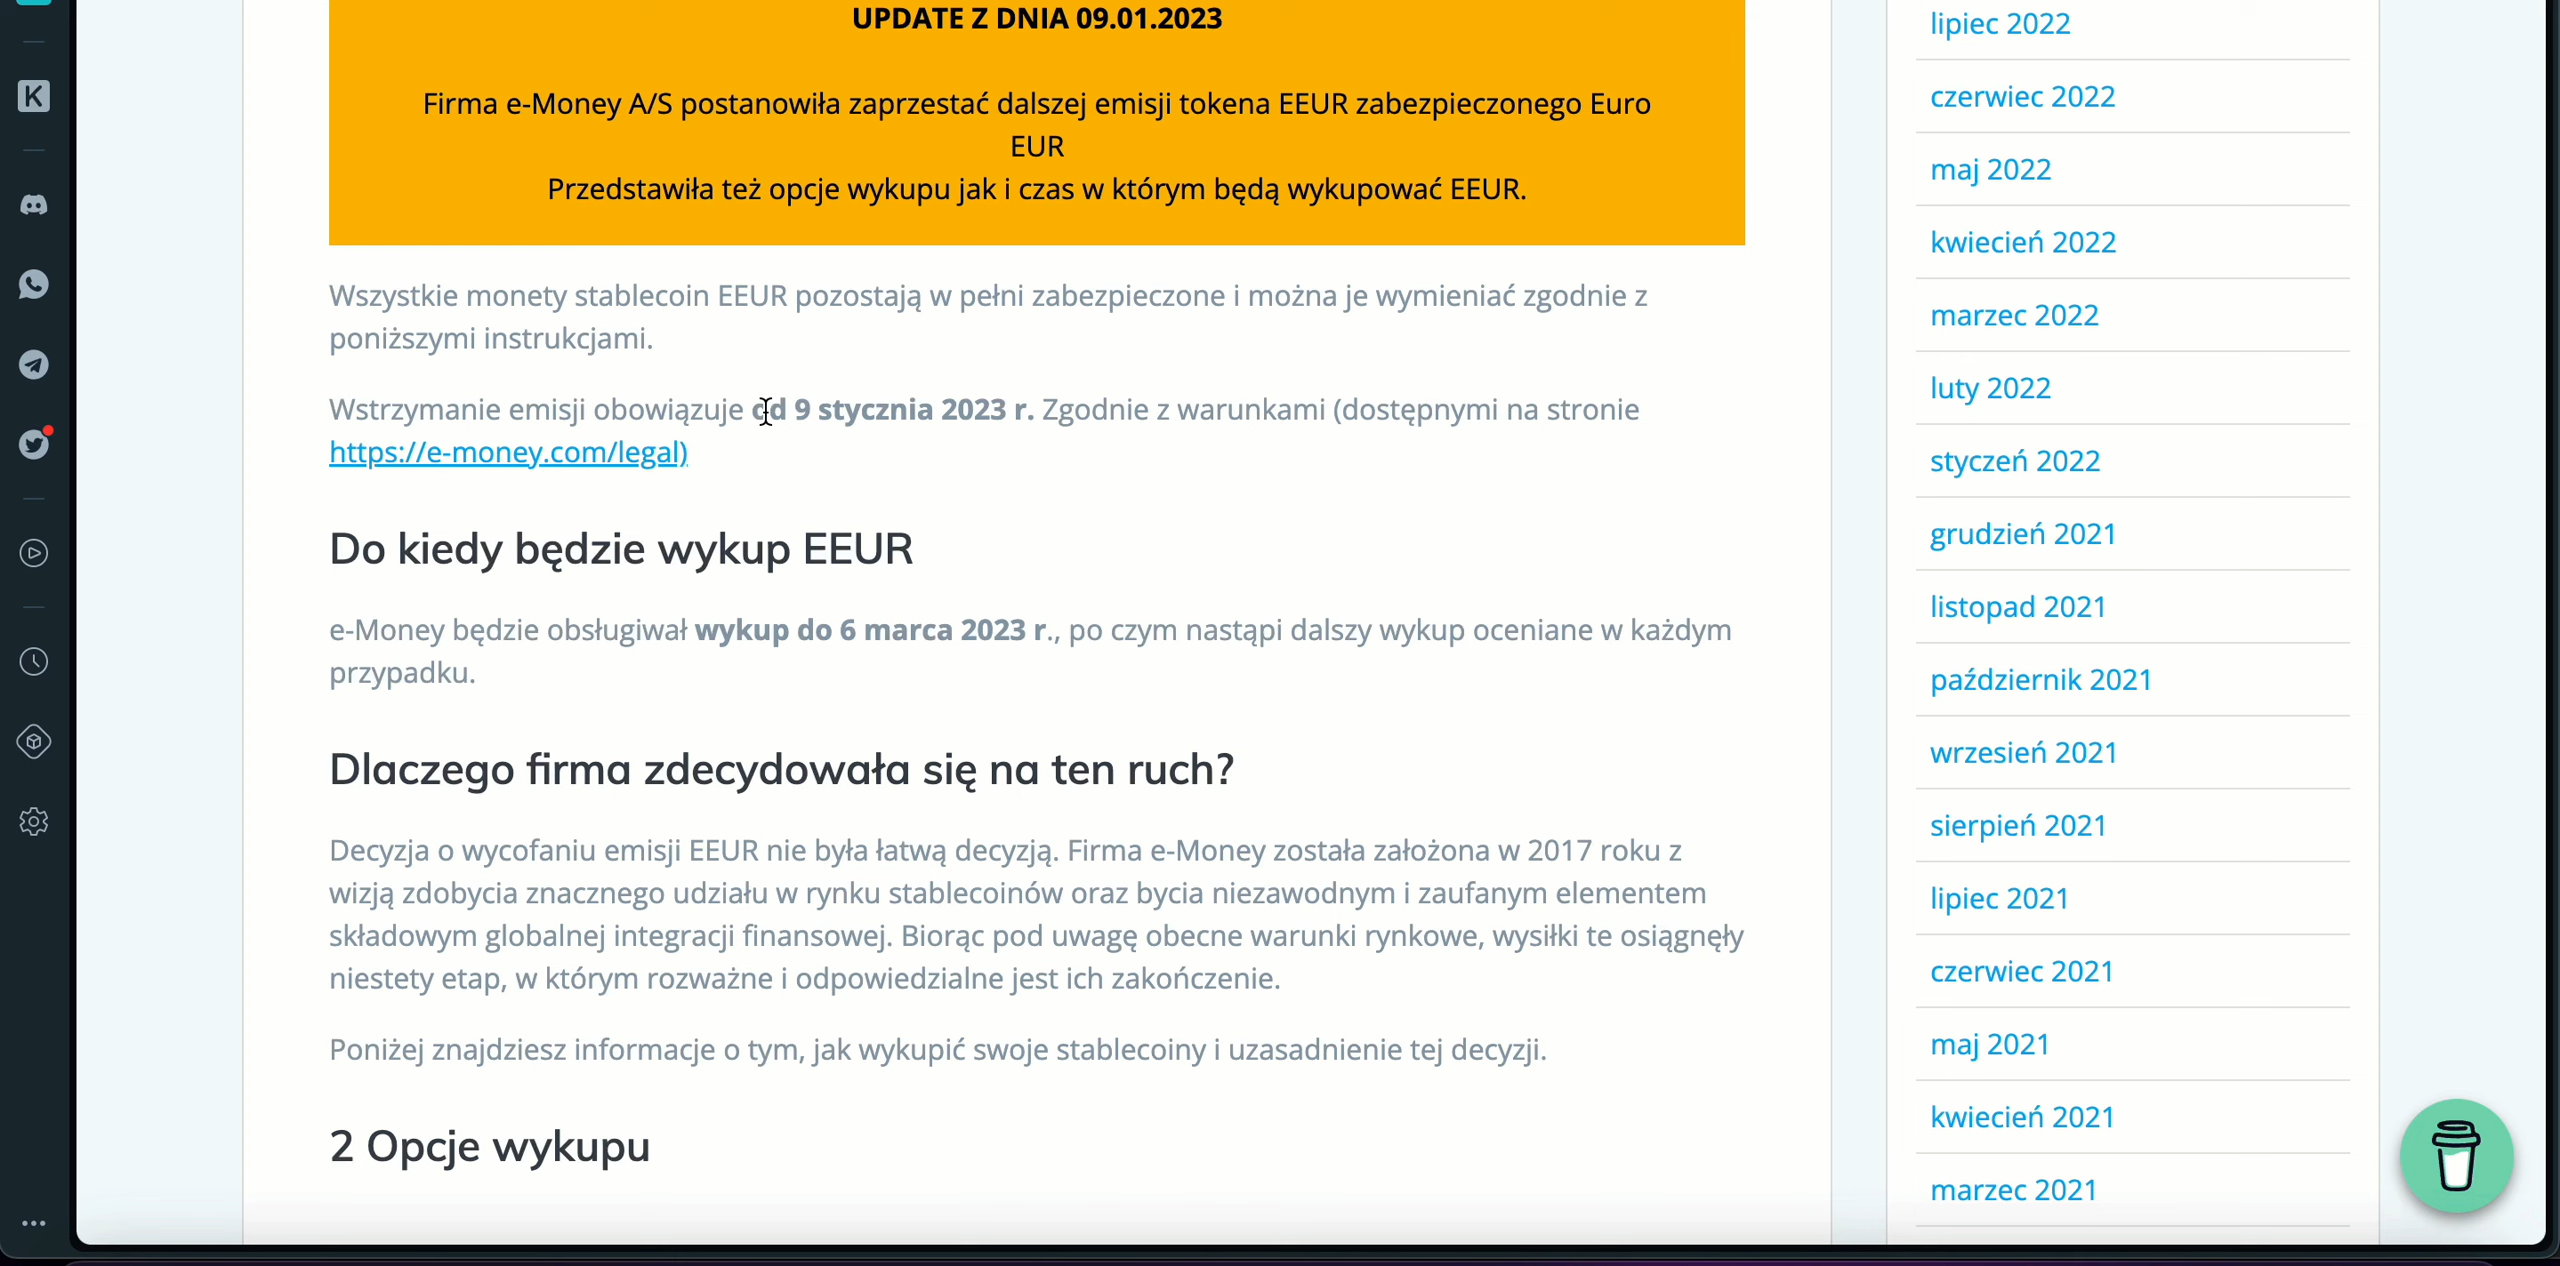 UPDATE Z DNIA 09.01.2023
Firma e-Money A/S postanowiła zaprzestać dalszej emisji tokena EEUR zabezpieczonego Euro
EUR
Przedstawiła też opcje wykupu jak i czas w którym będą wykupować EEUR.
Wszystkie monety stablecoin EEUR pozostają w pełni zabezpieczone i można je wymieniać zgodnie z
poniższymi instrukcjami.
Wstrzymanie emisji obowiązuje od 9 stycznia 2023 r. Zgodnie z warunkami (dostępnymi na stronie
https://e-money.com/legal)
Do kiedy będzie wykup EEUR
e-Money będzie obsługiwał wykup do 6 marca 2023 r., po czym nastąpi dalszy wykup oceniane w każdym
przypadku.
Dlaczego firma zdecydowała się na ten ruch?
Decyzja o wycofaniu emisji EEUR nie była łatwą decyzją. Firma e-Money została założona w 2017 roku z
wizją zdobycia znacznego udziału w rynku stablecoinów oraz bycia niezawodnym i zaufanym elementem
składowym globalnej integracji finansowej. Biorąc pod uwagę obecne warunki rynkowe, wysiłki te osiągnęły
niestety etap, w którym rozważne i odpowiedzialne jest ich zakończenie.
Poniżej znajdziesz informacje o tym, jak wykupić swoje stablecoiny i uzasadnienie tej decyzji.
2 Opcje wykupu
lipiec 2022
czerwiec 2022
maj 2022
kwiecień 2022
marzec 2022
luty 2022
styczeń 2022
grudzień 2021
listopad 2021
październik 2021
wrzesień 2021
sierpień 2021
lipiec 2021
czerwiec 2021
maj 2021
kwiecień 2021
marzec 2021
K